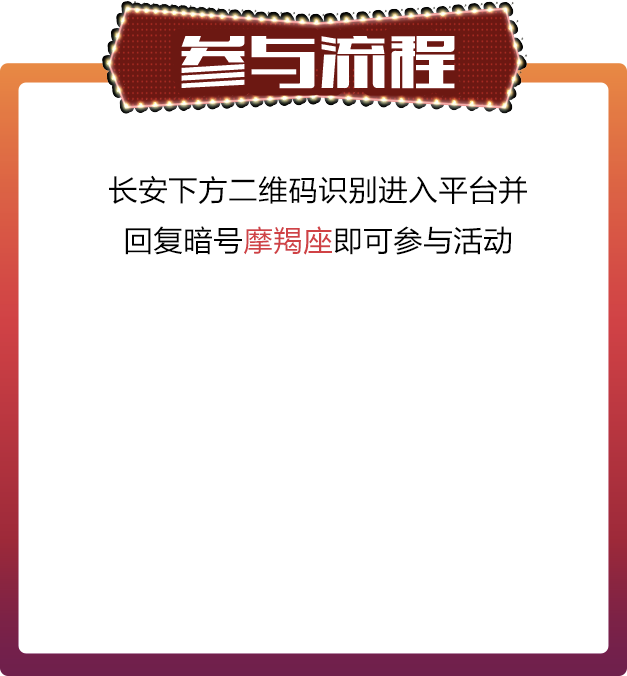 参与流程
长安下方二维码识别进入平台并
回复暗号摩羯座即可参与活动